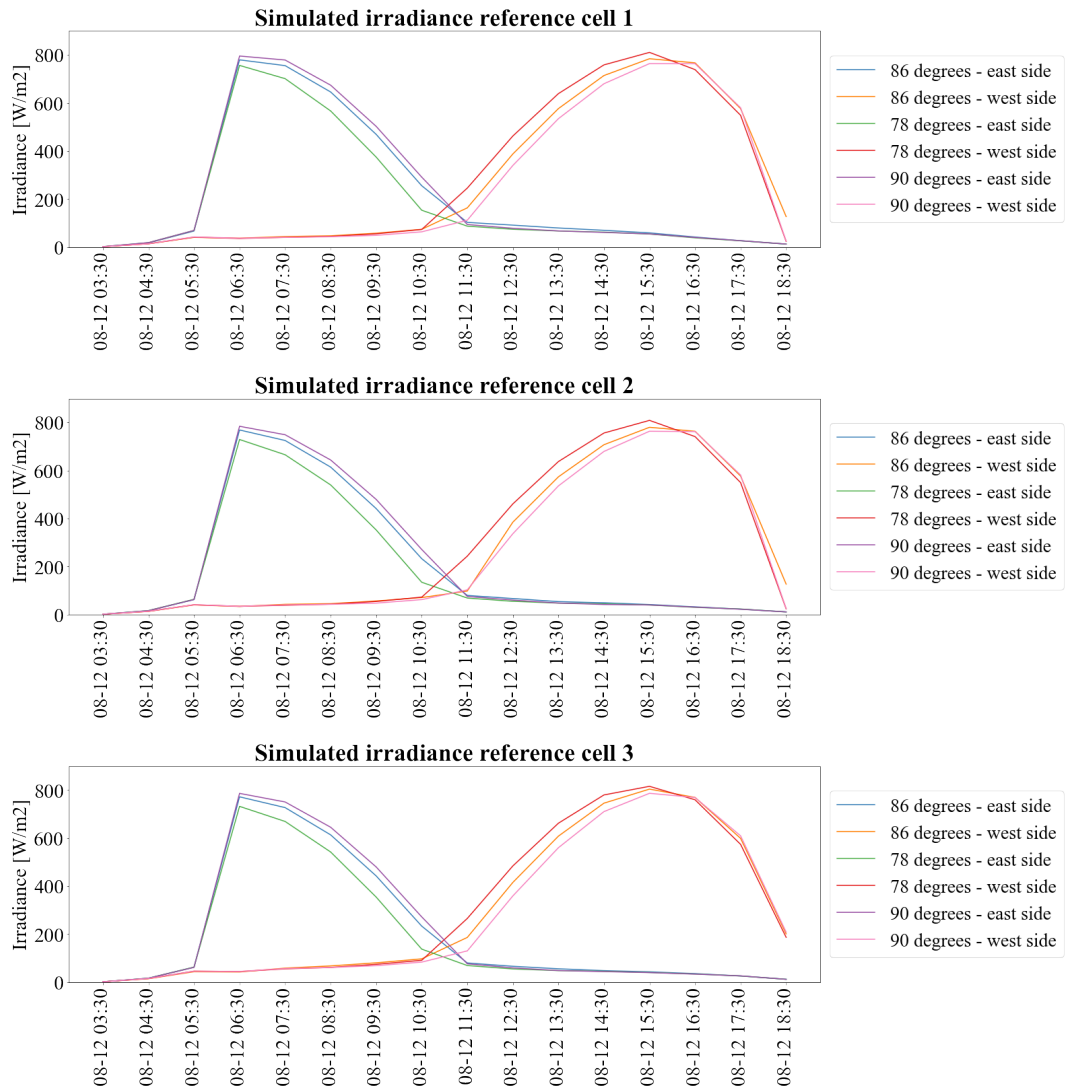 Simulated irradiance reference cell 1
Irradiance [W/m2]
800
600
400
200
0
08-12 03:30
08-12 04:30
08-12 05:30
08-12 06:30
08-12 07:30
08-12 08:30
08-12 09:30
08-12 10:30
08-12 11:30
08-12 12:30
08-12 13:30
08-12 14:30
08-12 15:30
08-12 16:30
08-12 17:30
08-12 18:30
86 degrees - east side
86 degrees - west side
78 degrees - east side
78 degrees - west side
90 degrees - east side
90 degrees - west side
Simulated irradiance reference cell 2
Irradiance [W/m2]
800
600
400
200
0
08-12 03:30
08-12 04:30
08-12 05:30
08-12 06:30
08-12 07:30
08-12 08:30
08-12 09:30
08-12 10:30
08-12 11:30
08-12 12:30
08-12 13:30
08-12 14:30
08-12 15:30
08-12 16:30
08-12 17:30
08-12 18:30
86 degrees - east side
86 degrees - west side
78 degrees - east side
78 degrees - west side
90 degrees - east side
90 degrees - west side
Simulated irradiance reference cell 3
Irradiance [W/m2]
800
600
400
200
0
08-12 03:30
08-12 04:30
08-12 05:30
08-12 06:30
08-12 07:30
08-12 08:30
08-12 09:30
08-12 10:30
08-12 11:30
08-12 12:30
08-12 13:30
08-12 14:30
08-12 15:30
08-12 16:30
08-12 17:30
08-12 18:30
86 degrees - east side
86 degrees - west side
78 degrees - east side
78 degrees - west side
90 degrees - east side
90 degrees - west side